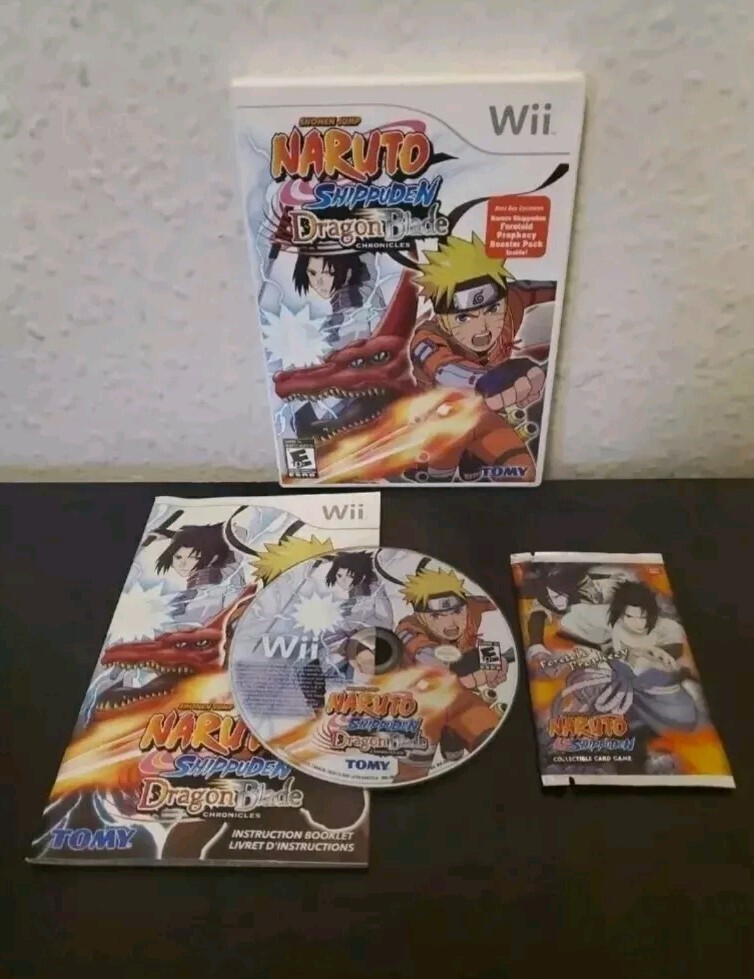 Wii
SHONEN JUMP
NARUTO
SHIPPUDEN
Dragon Blade
CHRONICLES
Naruto Shippuden
Foretold
Prophecy
Booster Pack
Inside!
E
ESRB
TOMY
Wii
SHONEN JUMP
NARUTO
SHIPPUDEN
Dragon Blade
CHRONICLES
TOMY
INSTRUCTION BOOKLET
LIVRET D'INSTRUCTIONS
Wii
E
NARUTO
SHIPPUDEN
Dragon Blade
TOMY
Prophecy
NARUTO
SHIPPUDEN
COLLECTIBLE CARD GAME